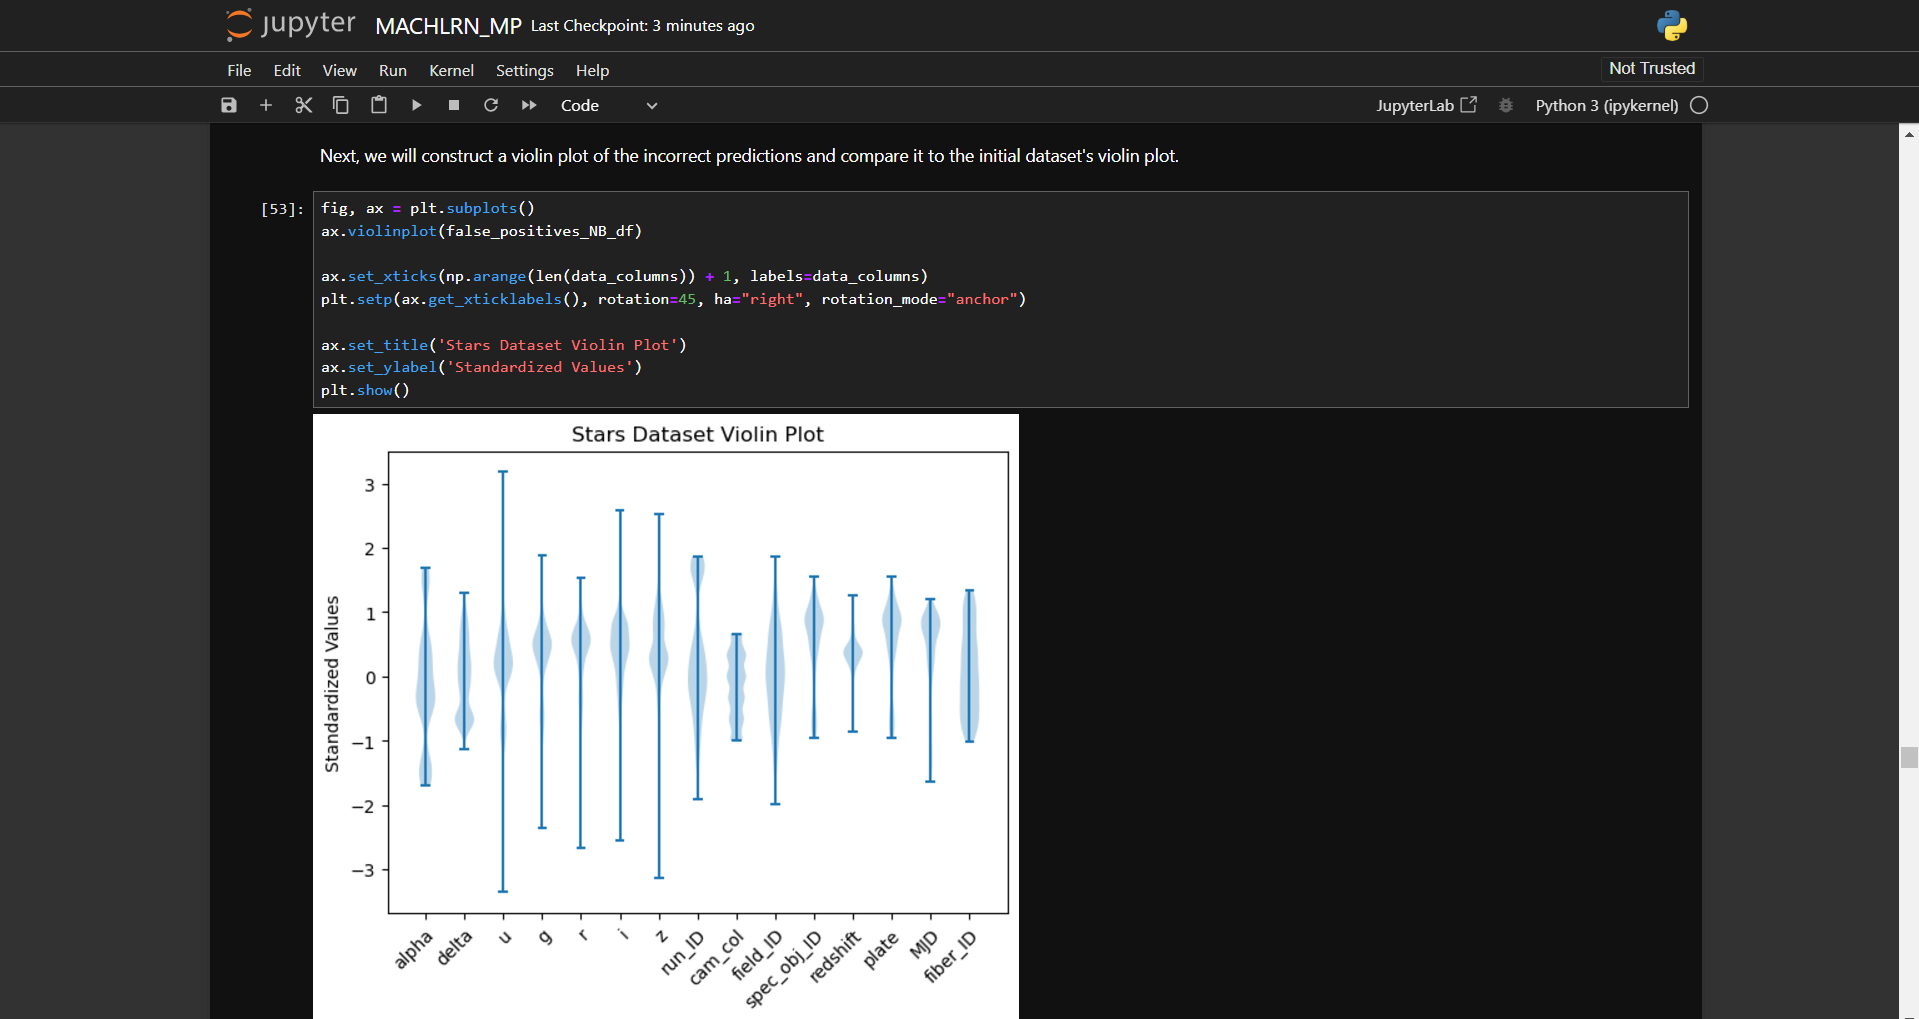 jupyter MACHLRN_MP Last Checkpoint: 3 minutes ago
File Edit View Run Kernel Settings Help Not Trusted
Code JupyterLab Python 3 (ipykernel)
Next, we will construct a violin plot of the incorrect predictions and compare it to the initial dataset's violin plot.
[53]:
fig, ax = plt.subplots()
ax.violinplot(false_positives_NB_df)
ax.set_xticks(np.arange(len(data_columns)) + 1, labels=data_columns)
plt.setp(ax.get_xticklabels(), rotation=45, ha="right", rotation_mode="anchor")
ax.set_title('Stars Dataset Violin Plot')
ax.set_ylabel('Standardized Values')
plt.show()
Stars Dataset Violin Plot
Standardized Values
3
2
1
0
−1
−2
−3
alpha delta u g r i z run_ID cam_col field_ID spec_obj_ID redshift plate MJD fiber_ID